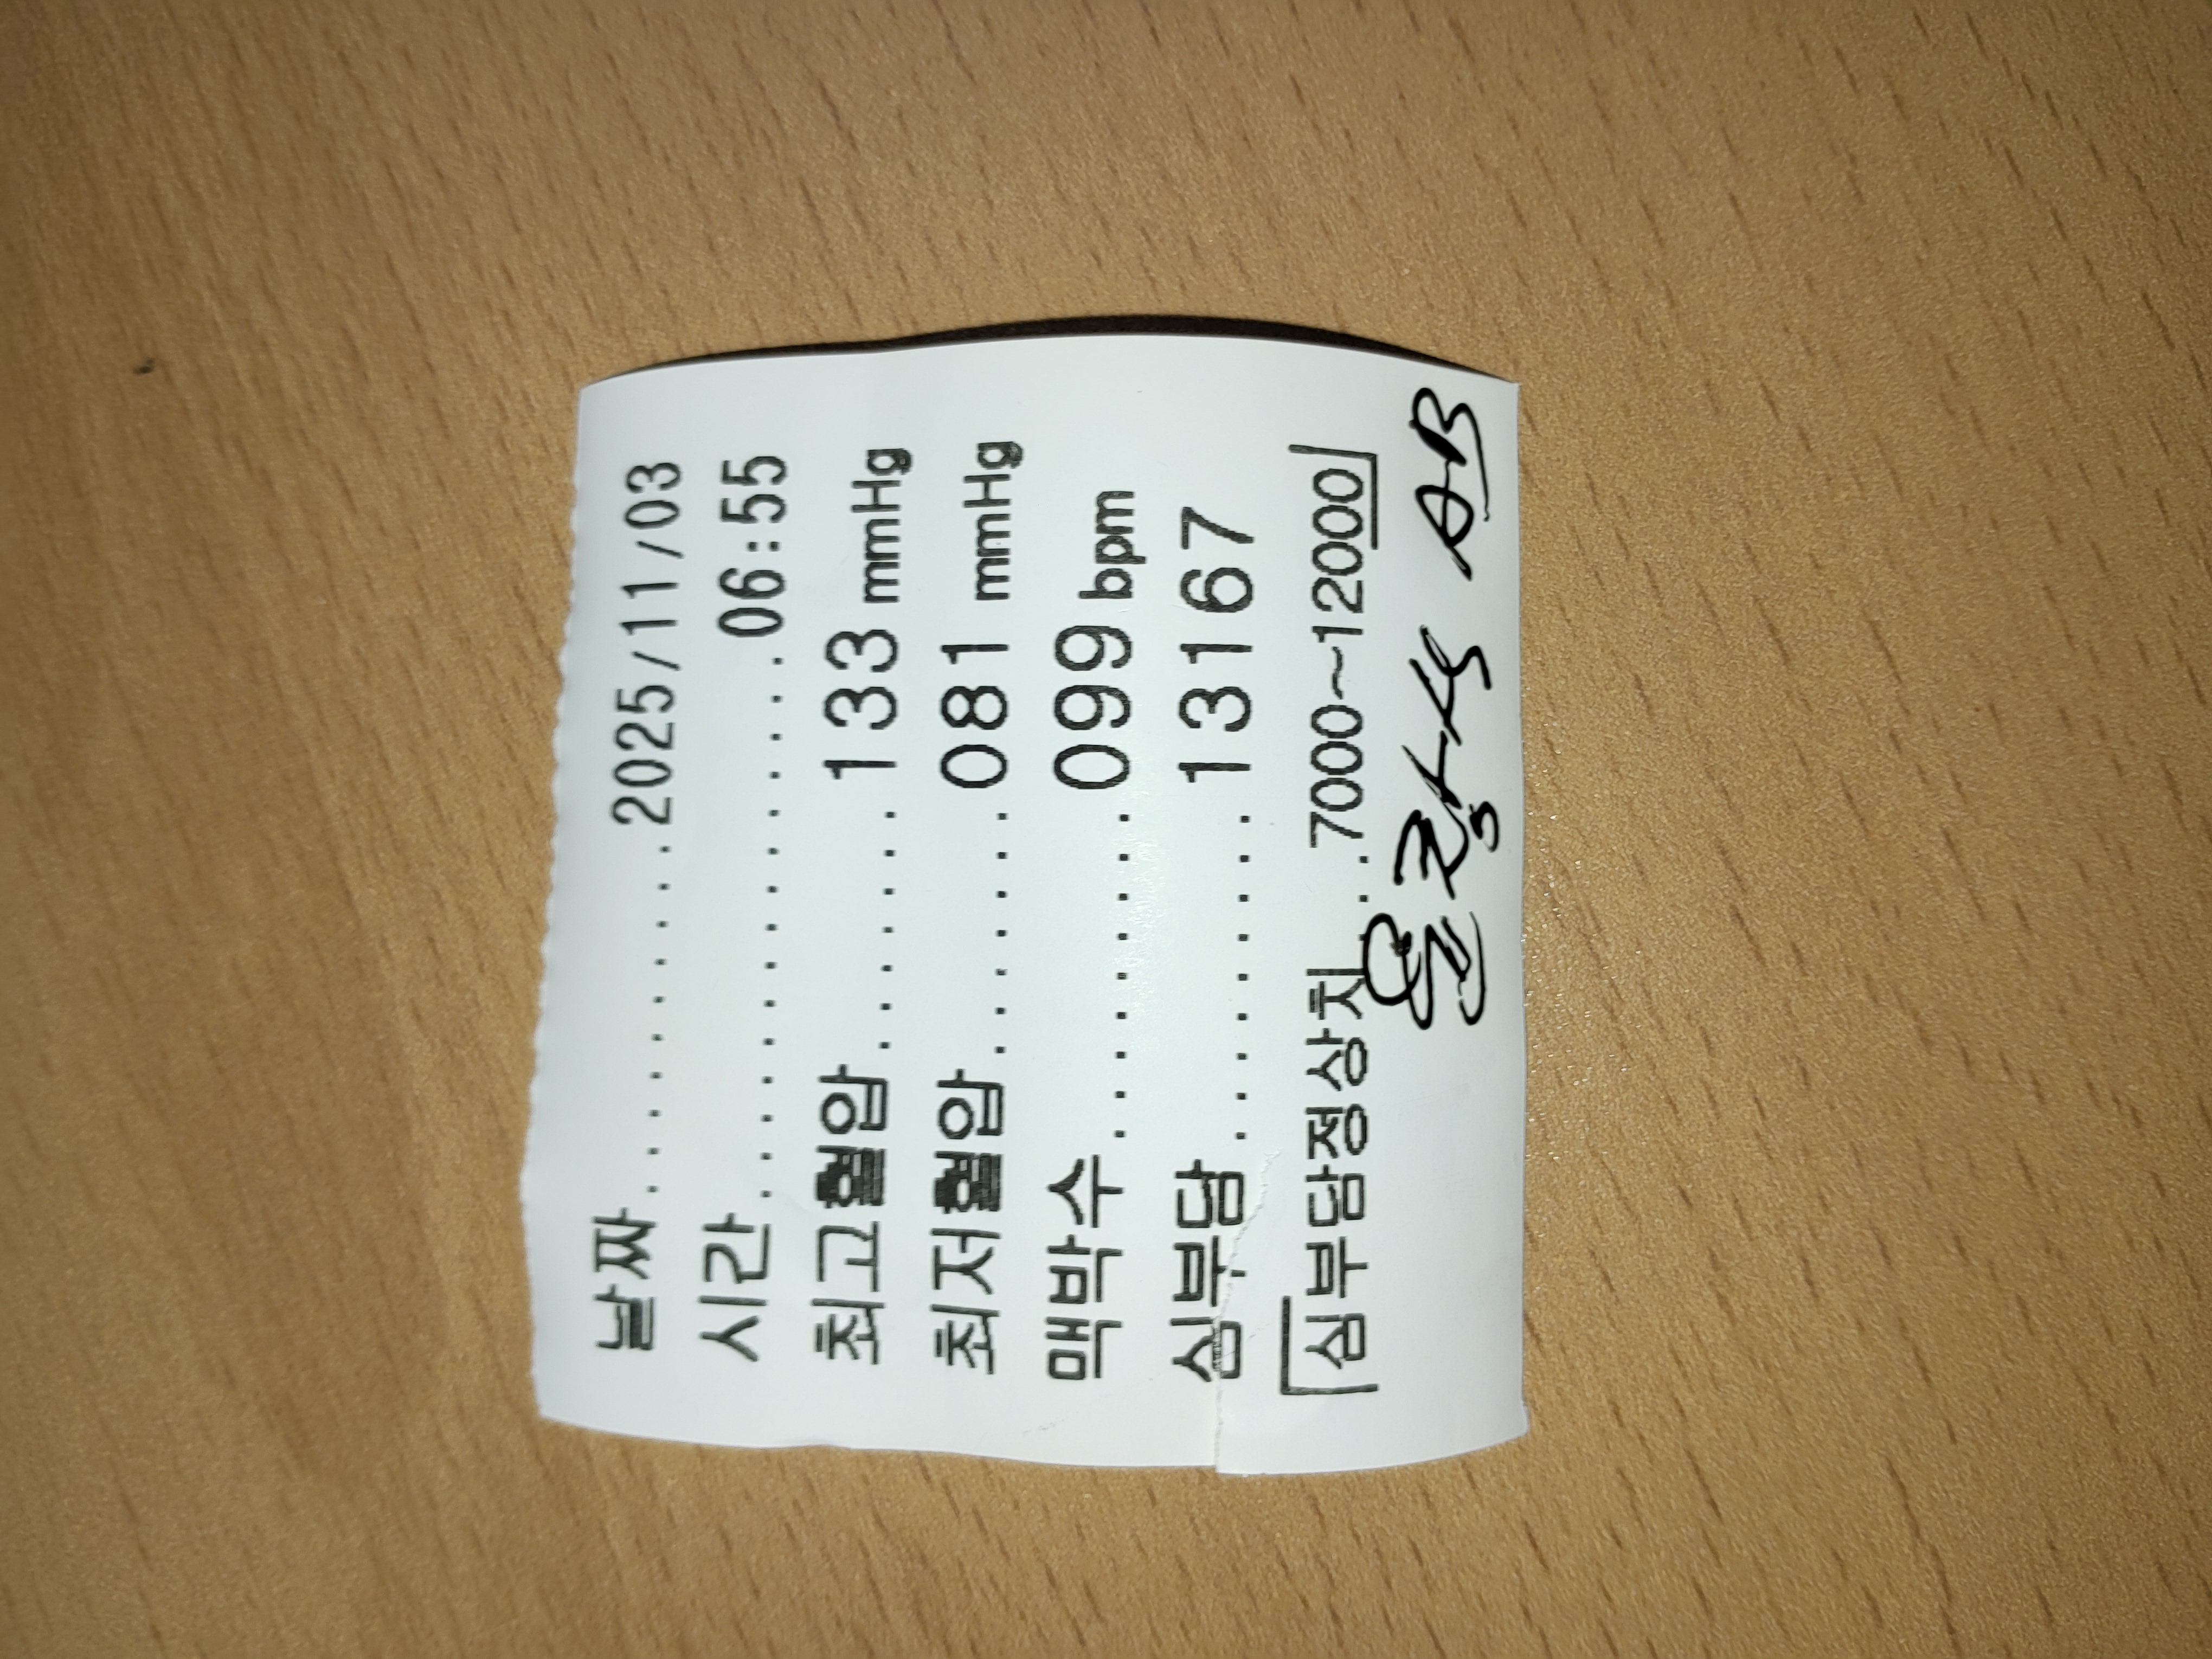 날짜..............2025/11/03
시간..................06:55
최고혈압........133 mmHg
최저혈압........081 mmHg
맥박수...........099 bpm
심부담...........13167
심부담정상치...7000~12000
AB